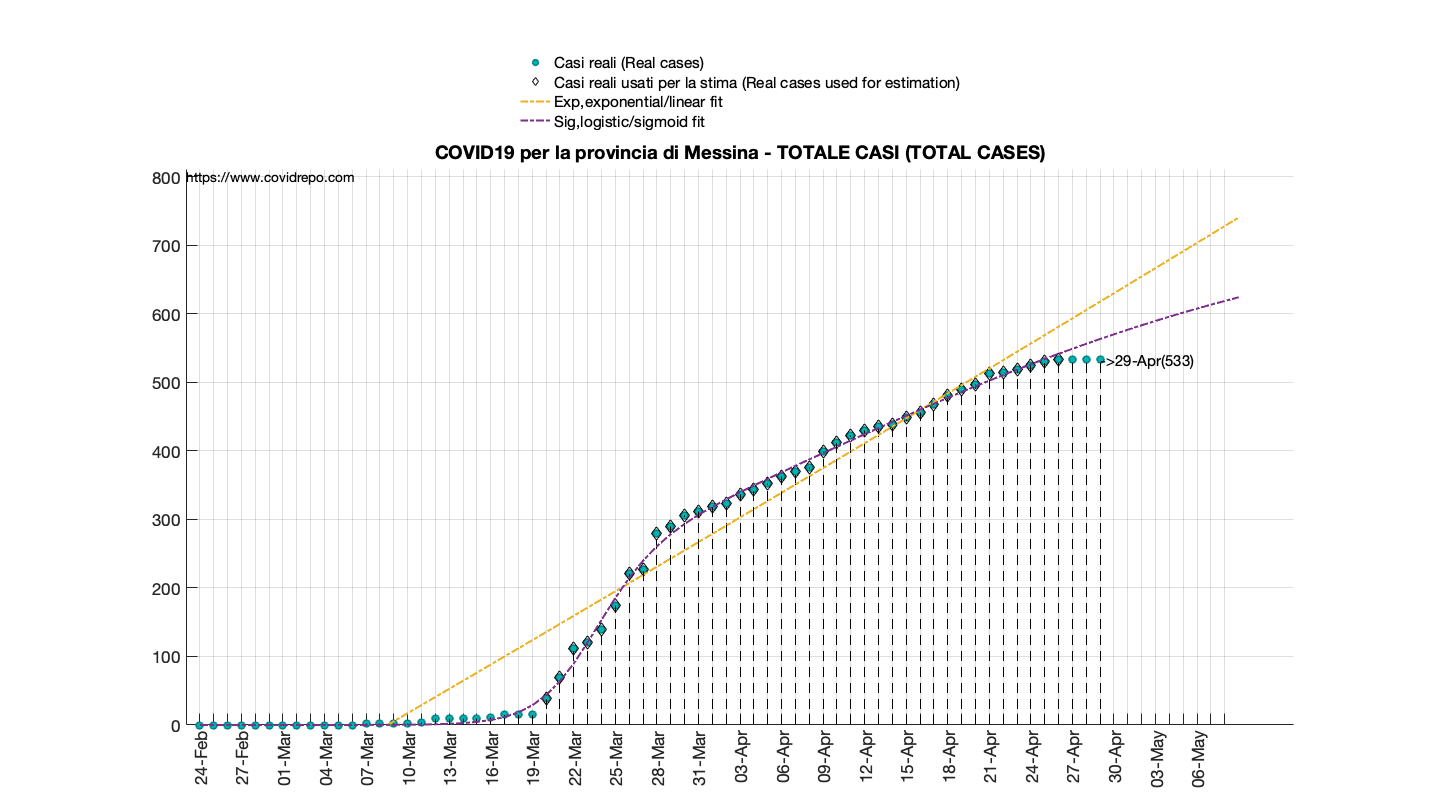 Casi reali (Real cases)
Casi reali usati per la stima (Real cases used for estimation)
Exp,exponential/linear fit
Sig,logistic/sigmoid fit
COVID19 per la provincia di Messina - TOTALE CASI (TOTAL CASES)
https://www.covidrepo.com
800
700
600
500
400
300
200
100
0
->29-Apr(533)
24-Feb
27-Feb
01-Mar
04-Mar
07-Mar
10-Mar
13-Mar
16-Mar
19-Mar
22-Mar
25-Mar
28-Mar
31-Mar
03-Apr
06-Apr
09-Apr
12-Apr
15-Apr
18-Apr
21-Apr
24-Apr
27-Apr
30-Apr
03-May
06-May